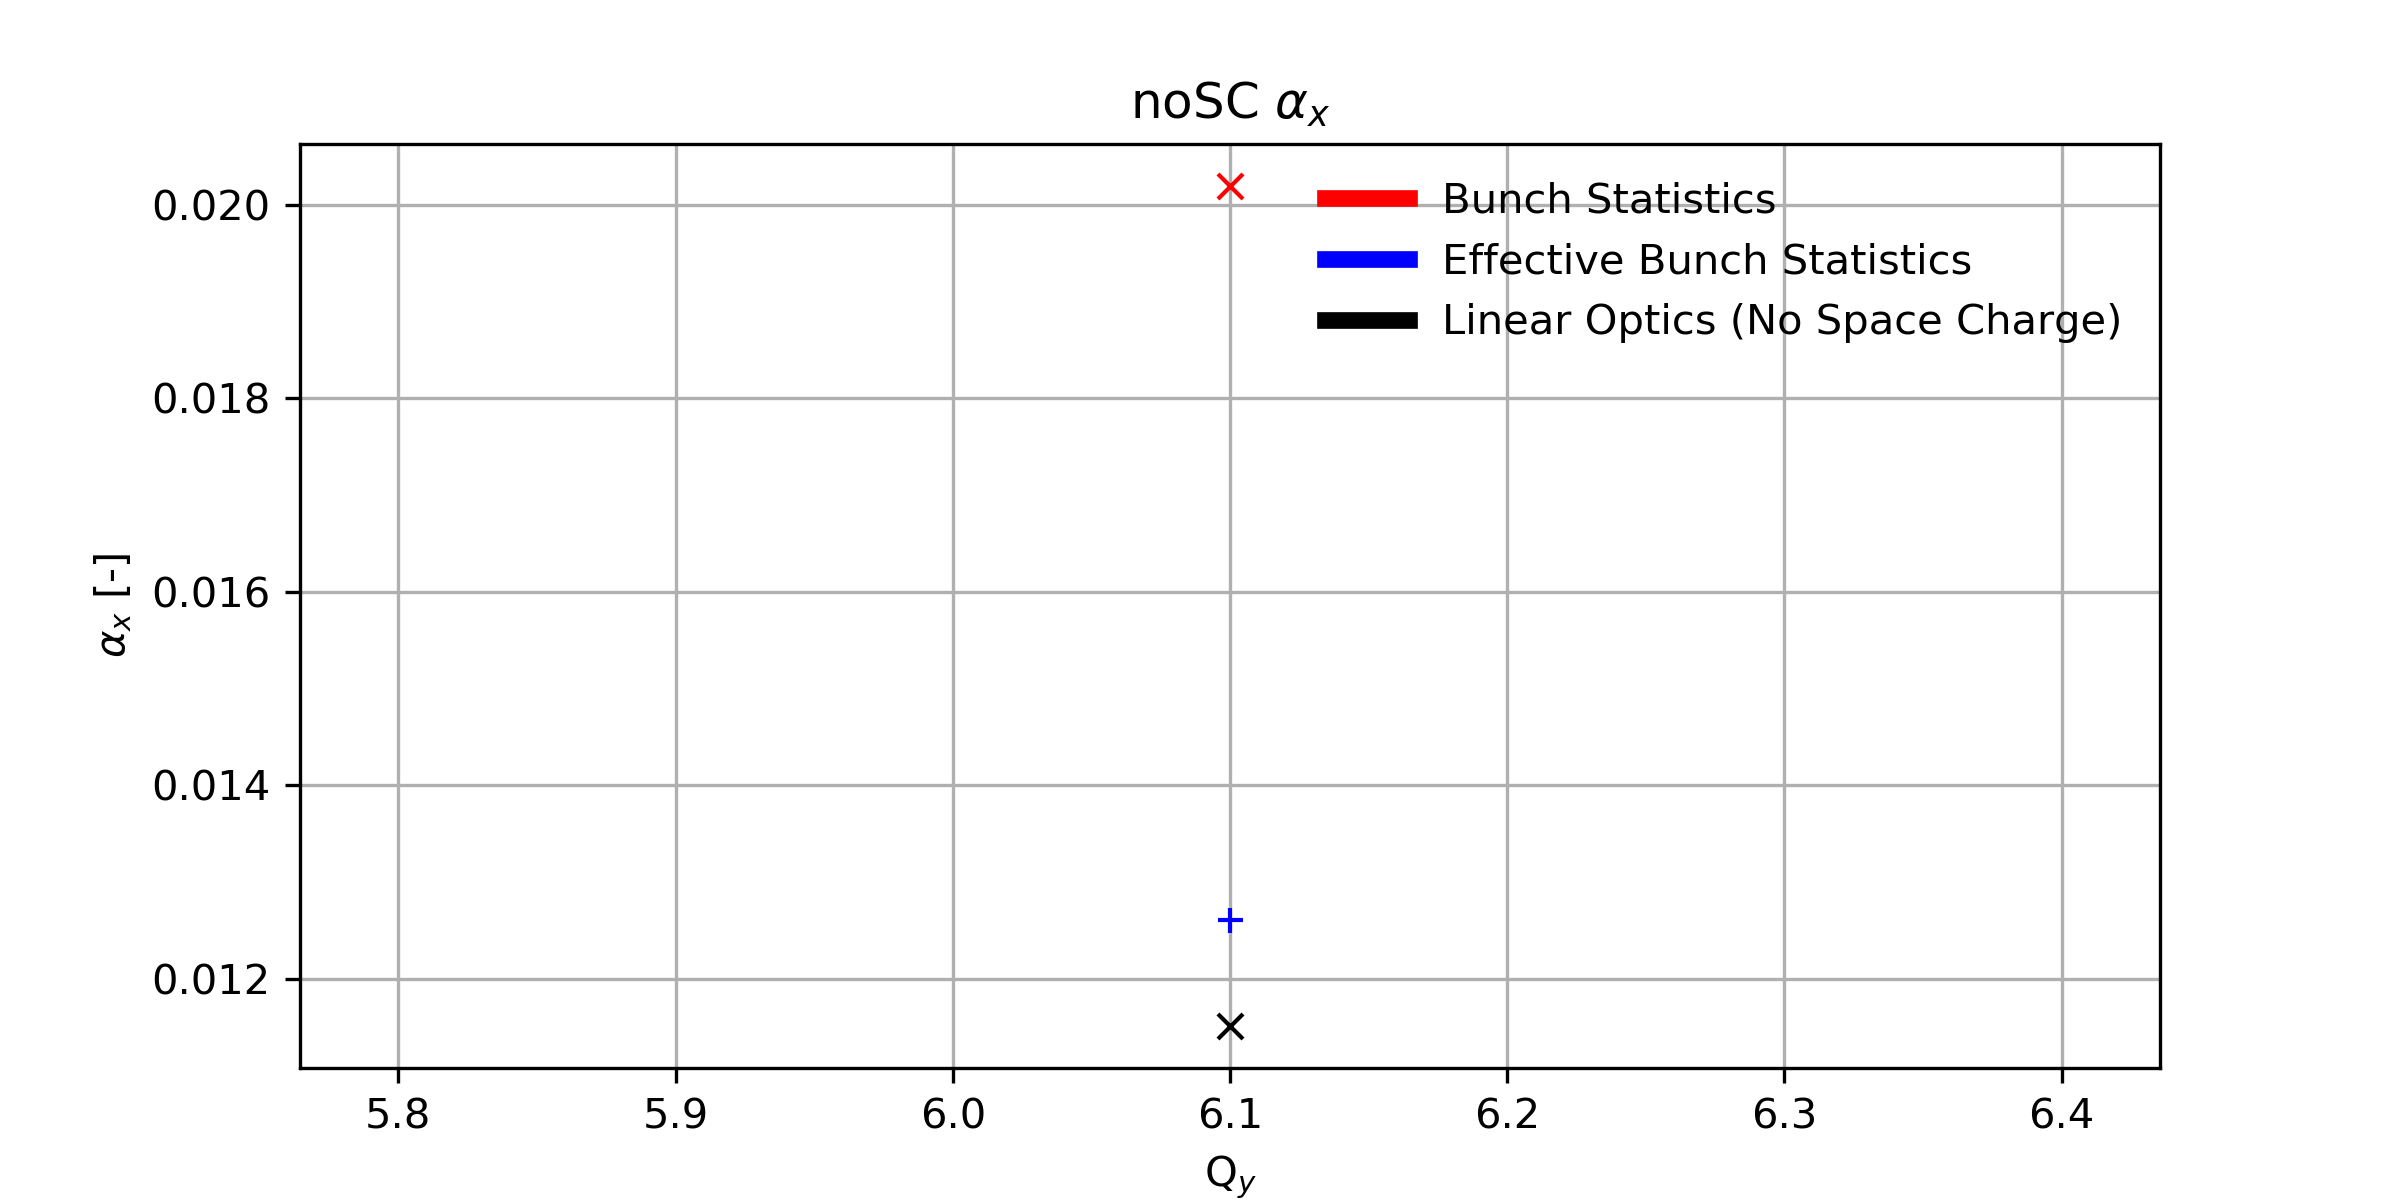 noSC αx
0.020
0.018
0.016
0.014
0.012
αx [-]
Bunch Statistics
Effective Bunch Statistics
Linear Optics (No Space Charge)
5.8 5.9 6.0 6.1 6.2 6.3 6.4
Qy